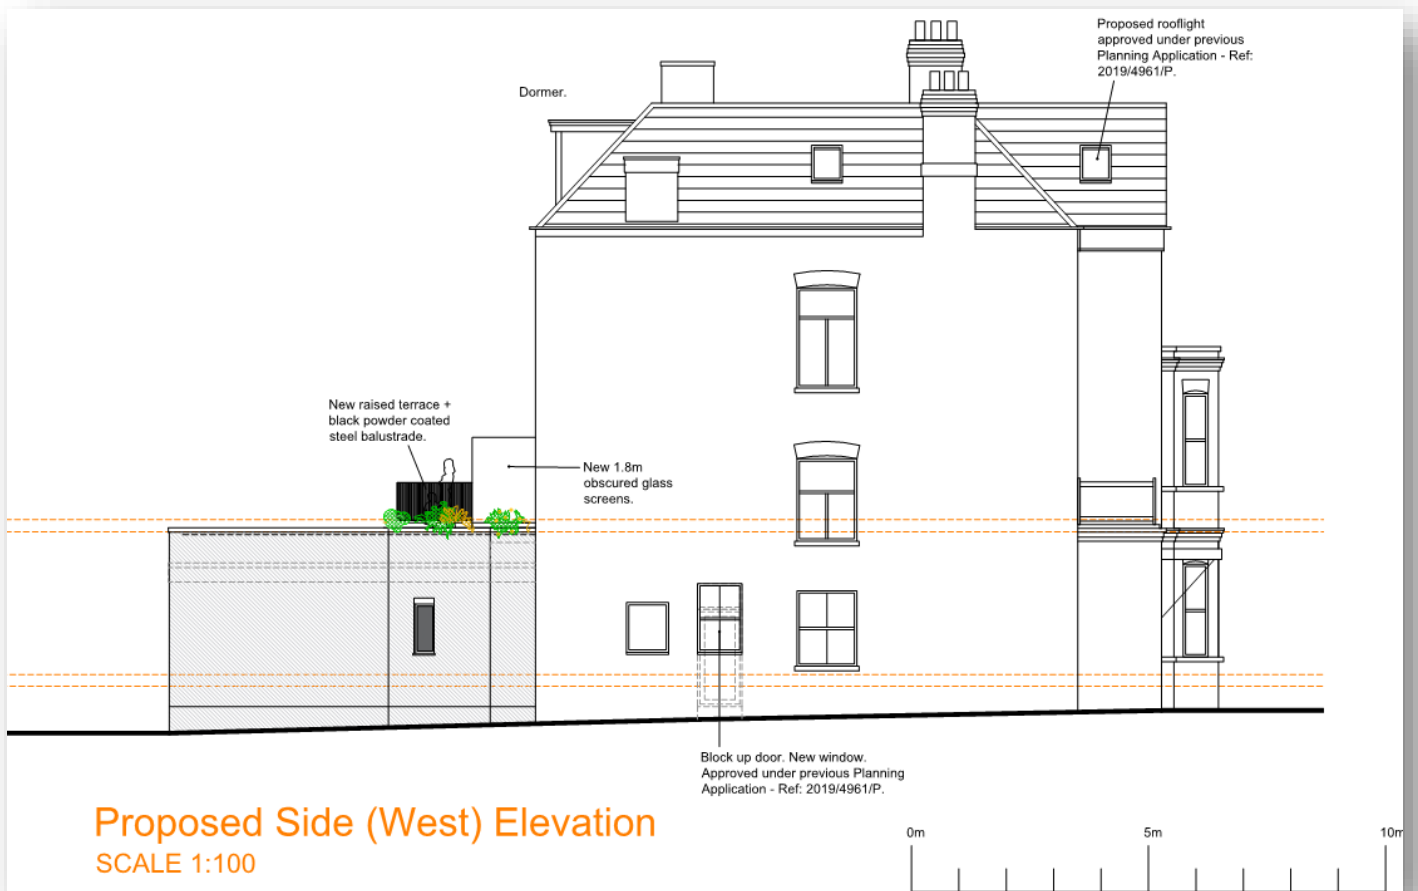 Proposed rooflight
approved under previous
Planning Application - Ref:
2019/4961/P.
Dormer.
New raised terrace +
black powder coated
steel balustrade.
New 1.8m
obscured glass
screens.
Block up door. New window.
Approved under previous Planning
Application - Ref: 2019/4961/P.
Proposed Side (West) Elevation
SCALE 1:100
0m 5m 10m